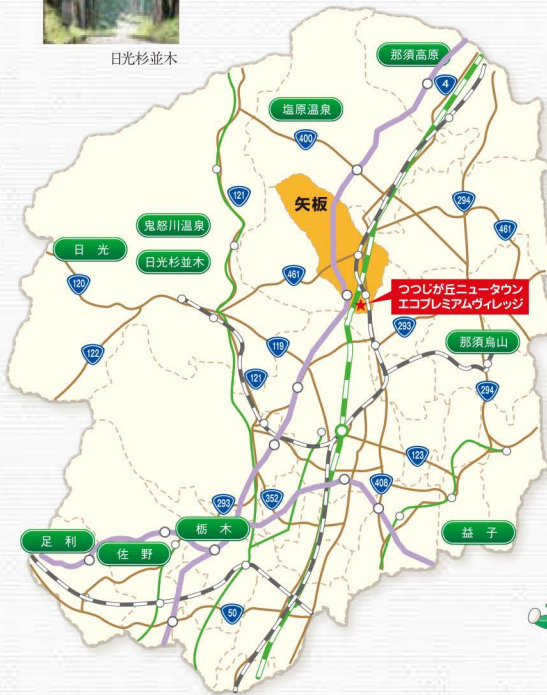 日光杉並木
那須高原
4
塩原温泉
400
矢板
121
294
鬼怒川温泉
461
日光
日光杉並木
120
461
つつじが丘ニュータウン
エコプレミアムヴィレッジ
293
119
那須烏山
122
121
294
123
408
293
352
栃木
足利
佐野
益子
50